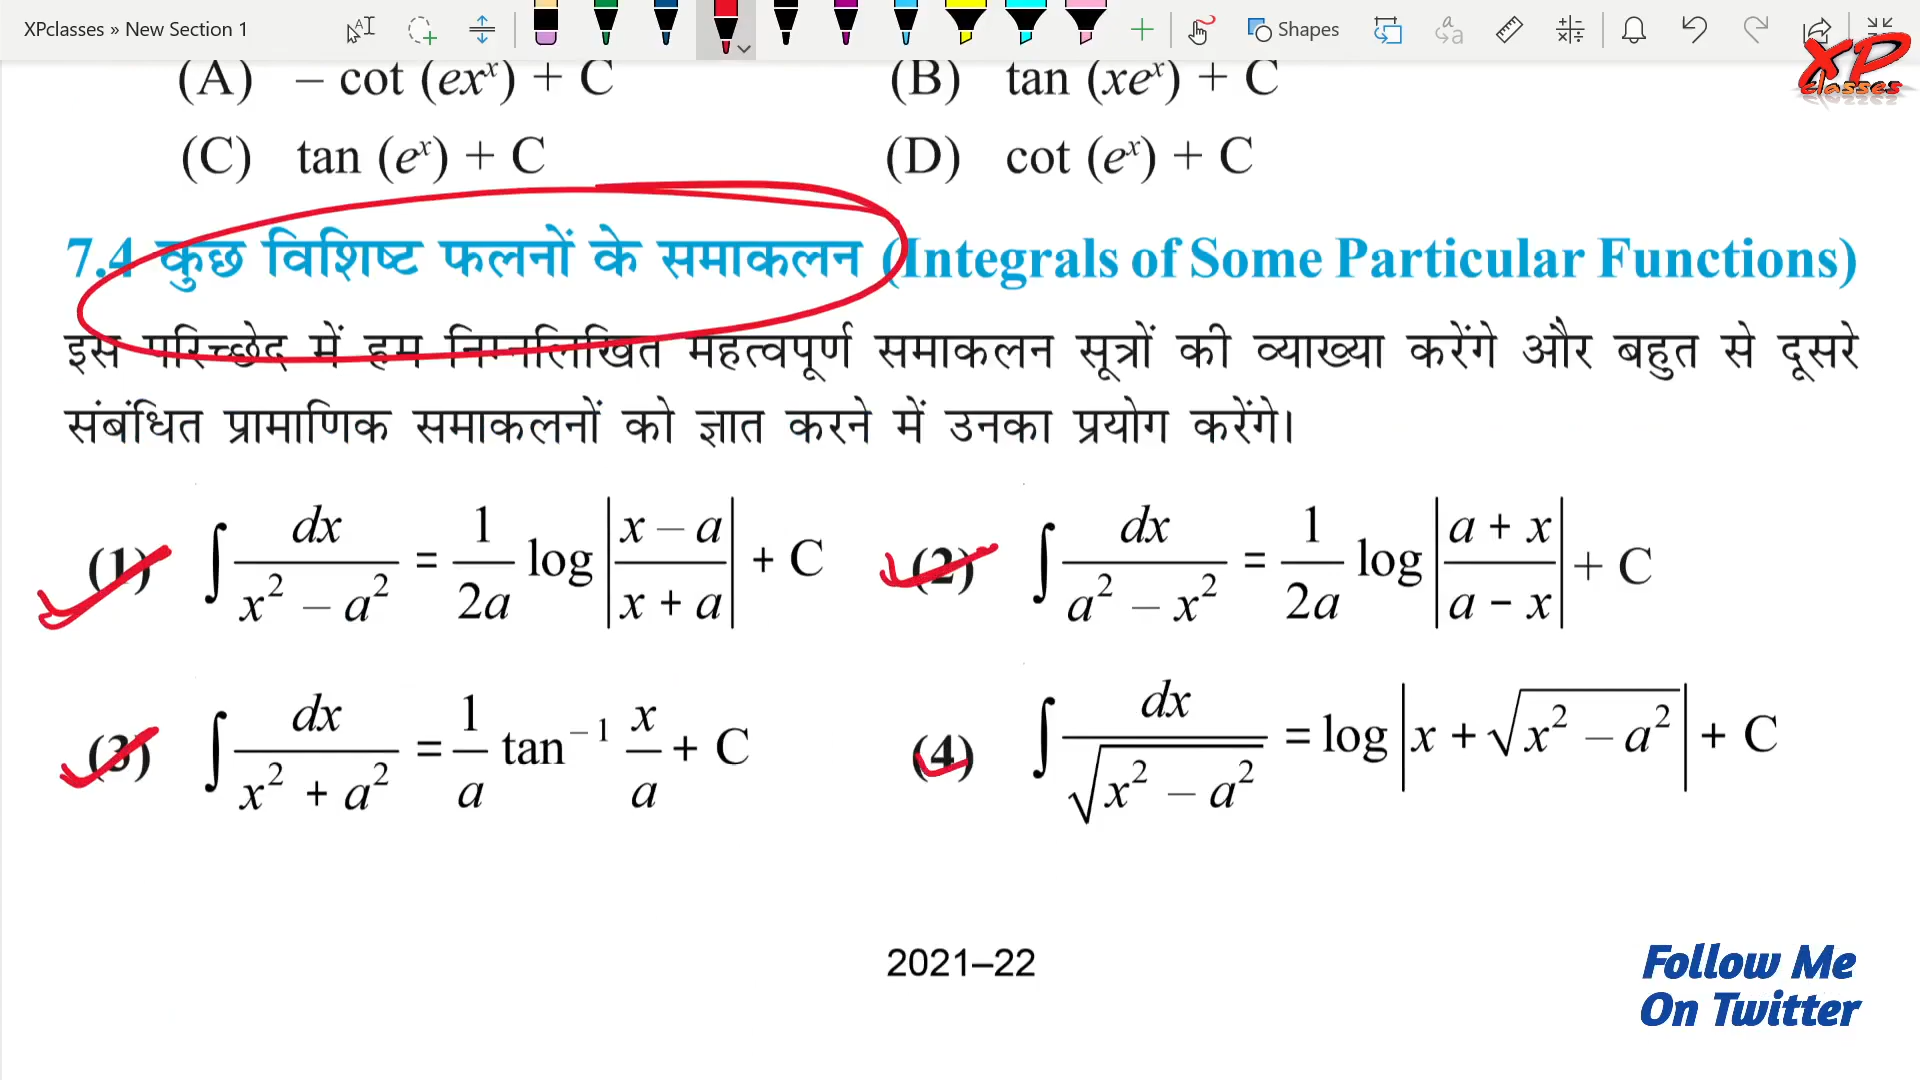 XPclasses » New Section 1
Shapes
XP
classes
(A) – cot (exˣ) + C (B) tan (xeˣ) + C
(C) tan (eˣ) + C (D) cot (eˣ) + C
7.4 कुछ विशिष्ट फलनों के समाकलन (Integrals of Some Particular Functions)
इस परिच्छेद में हम निम्नलिखित महत्वपूर्ण समाकलन सूत्रों की व्याख्या करेंगे और बहुत से दूसरे
संबंधित प्रामाणिक समाकलनों को ज्ञात करने में उनका प्रयोग करेंगे।
(1) ∫ dx/(x² – a²) = 1/2a log |(x – a)/(x + a)| + C (2) ∫ dx/(a² – x²) = 1/2a log |(a + x)/(a – x)| + C
(3) ∫ dx/(x² + a²) = 1/a tan⁻¹ x/a + C (4) ∫ dx/√(x² – a²) = log |x + √(x² – a²)| + C
2021–22
Follow Me
On Twitter